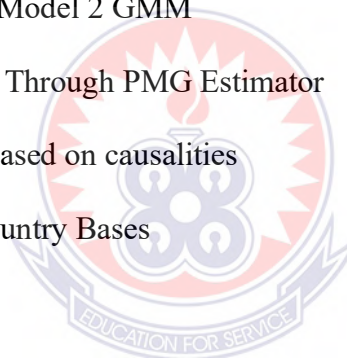 Model 2 GMM
Through PMG Estimator
ased on causalities
untry Bases
EDUCATION FOR SERVICE